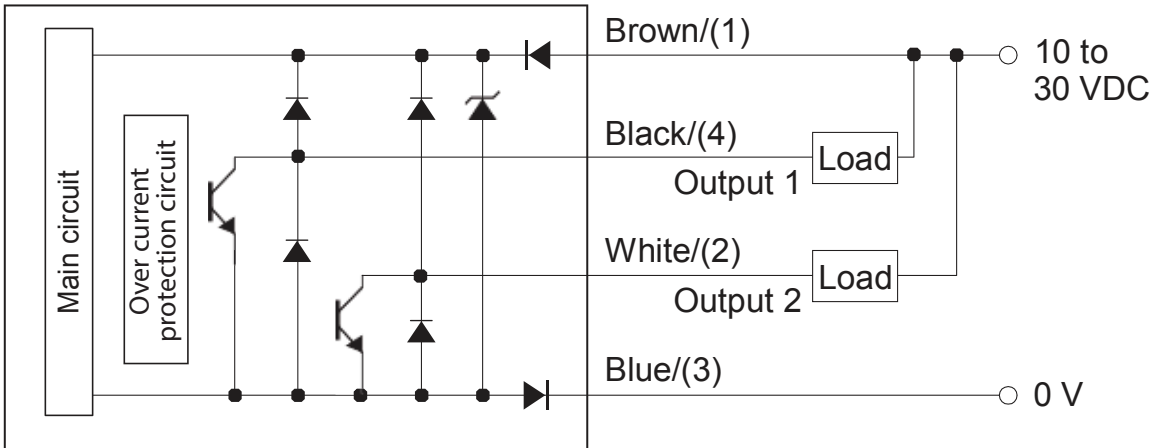 Main circuit
Over current
protection circuit
Brown/(1)
10 to
30 VDC
Black/(4)
Load
Output 1
White/(2)
Load
Output 2
Blue/(3)
0 V